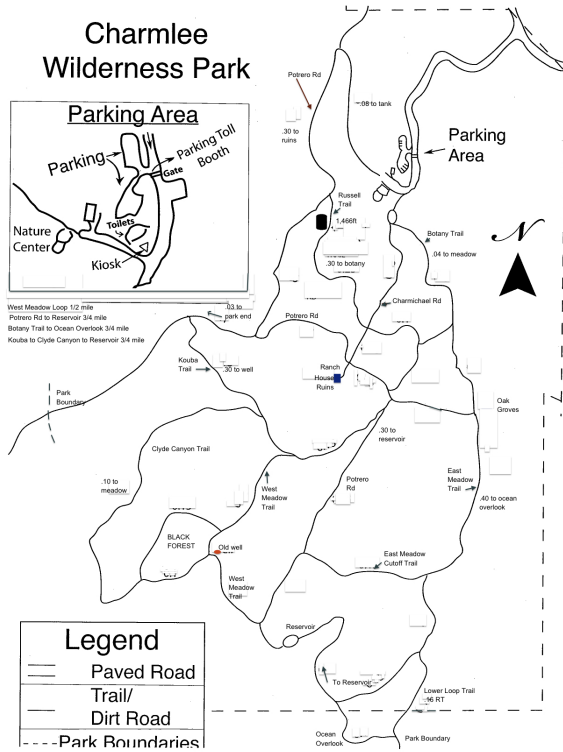 Charmlee
Wilderness Park
Parking Area
Parking
Parking Toll
Booth
Gate
Toilets
Nature
Center
Kiosk
West Meadow Loop 1/2 mile
Potrero Rd to Reservoir 3/4 mile
Botany Trail to Ocean Overlook 3/4 mile
Kouba to Clyde Canyon to Reservoir 3/4 mile
Potrero Rd
.08 to tank
.30 to
ruins
Parking
Area
Russell
Trail
1,466ft
Botany Trail
.04 to meadow
N
.30 to botany
Charmichael Rd
.03 to
park end
Potrero Rd
Kouba
Trail
.30 to well
Ranch
House
Ruins
Park
Boundary
Oak
Groves
.30 to
reservoir
Clyde Canyon Trail
.10 to
meadow
West
Meadow
Trail
Potrero
Rd
East
Meadow
Trail
.40 to ocean
overlook
BLACK
FOREST
Old well
East Meadow
Cutoff Trail
West
Meadow
Trail
Reservoir
To Reservoir
Lower Loop Trail
.16 RT
Ocean
Overlook
Park Boundary
Legend
Paved Road
Trail/
Dirt Road
Park Boundaries